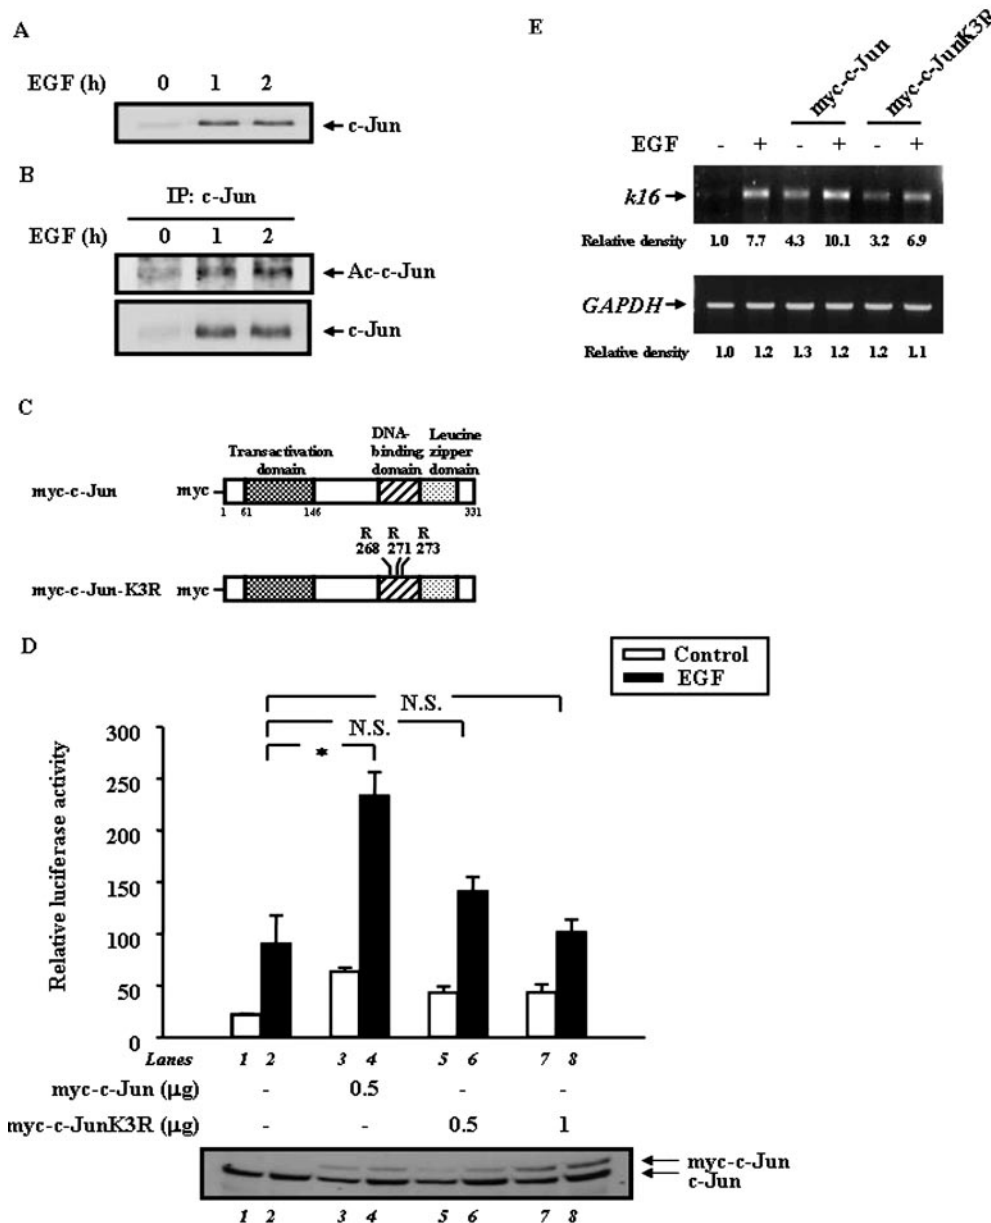 A
EGF (h) 0 1 2
c-Jun
B
IP: c-Jun
EGF (h) 0 1 2
Ac-c-Jun
c-Jun
C
Transactivation domain
DNA-binding domain
Leucine zipper domain
myc-c-Jun myc
1 61 146 331
R 268 R 271 R 273
myc-c-Jun-K3R myc
D
Control
EGF
N.S.
N.S.
*
Relative luciferase activity
300
250
200
150
100
50
0
Lanes 1 2 3 4 5 6 7 8
myc-c-Jun (µg) - 0.5 - -
myc-c-JunK3R (µg) - - 0.5 1
myc-c-Jun
c-Jun
1 2 3 4 5 6 7 8
E
myc-c-Jun
myc-c-JunK3R
EGF - + - + - +
k16
Relative density 1.0 7.7 4.3 10.1 3.2 6.9
GAPDH
Relative density 1.0 1.2 1.3 1.2 1.2 1.1